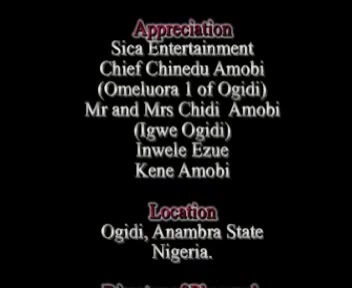 Appreciation
Sica Entertainment
Chief Chinedu Amobi
(Omeluora 1 of Ogidi)
Mr and Mrs Chidi Amobi
(Igwe Ogidi)
Inwele Ezue
Kene Amobi
Location
Ogidi, Anambra State
Nigeria.